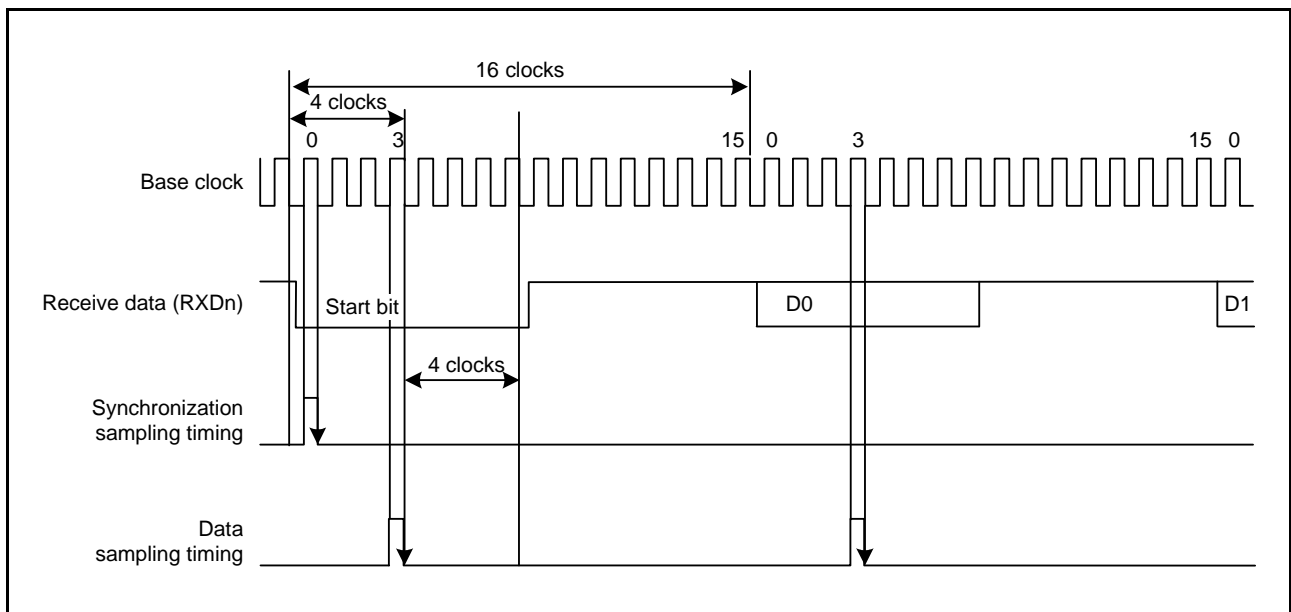 16 clocks
4 clocks
0 3 15 0 3 15 0
Base clock
Receive data (RXDn)
Start bit
D0
D1
4 clocks
Synchronization
sampling timing
Data
sampling timing